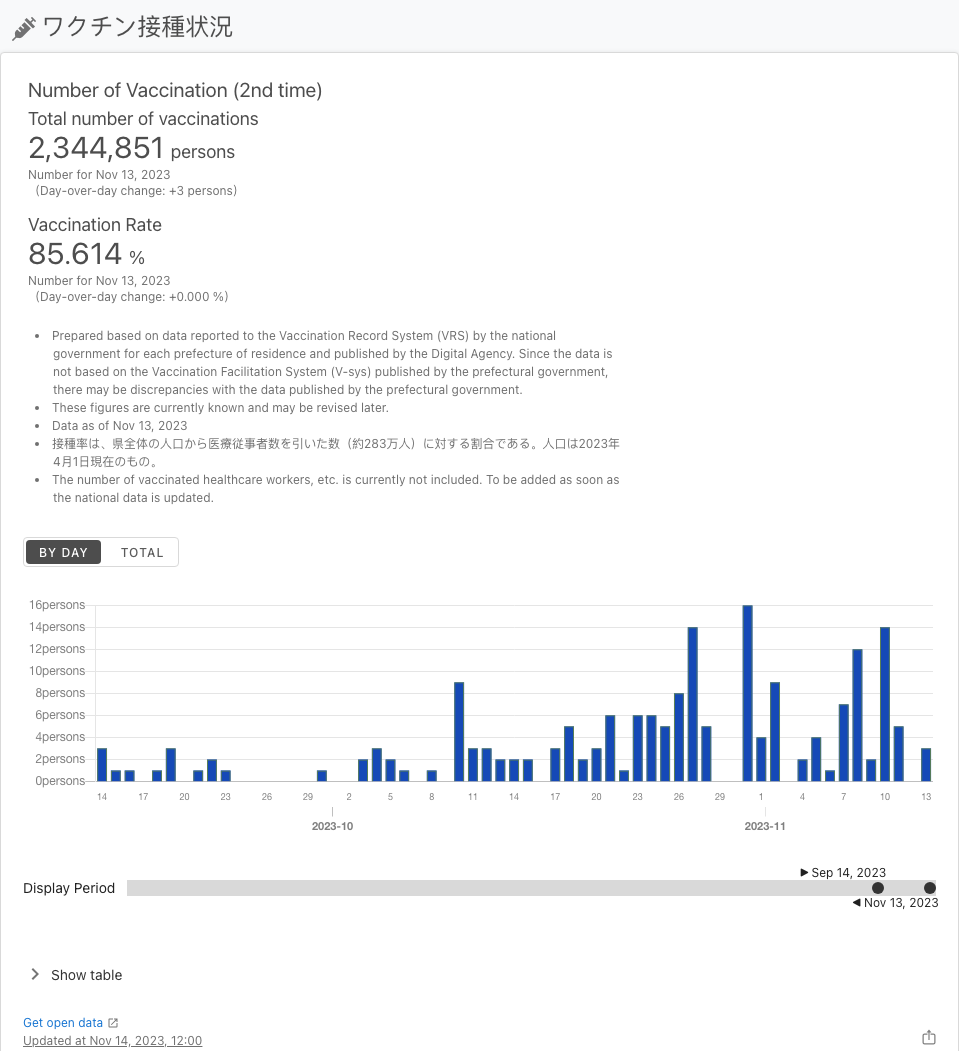 ワクチン接種状況
Number of Vaccination (2nd time)
Total number of vaccinations
2,344,851 persons
Number for Nov 13, 2023
(Day-over-day change: +3 persons)
Vaccination Rate
85.614 %
Number for Nov 13, 2023
(Day-over-day change: +0.000 %)
• Prepared based on data reported to the Vaccination Record System (VRS) by the national
government for each prefecture of residence and published by the Digital Agency. Since the data is
not based on the Vaccination Facilitation System (V-sys) published by the prefectural government,
there may be discrepancies with the data published by the prefectural government.
• These figures are currently known and may be revised later.
• Data as of Nov 13, 2023
• 接種率は、県全体の人口から医療従事者数を引いた数（約283万人）に対する割合である。人口は2023年
4月1日現在のもの。
• The number of vaccinated healthcare workers, etc. is currently not included. To be added as soon as
the national data is updated.
BY DAY TOTAL
16persons
14persons
12persons
10persons
8persons
6persons
4persons
2persons
0persons
14 17 20 23 26 29 2 5 8 11 14 17 20 23 26 29 1 4 7 10 13
2023-10 2023-11
Sep 14, 2023
Display Period
Nov 13, 2023
Show table
Get open data
Updated at Nov 14, 2023, 12:00